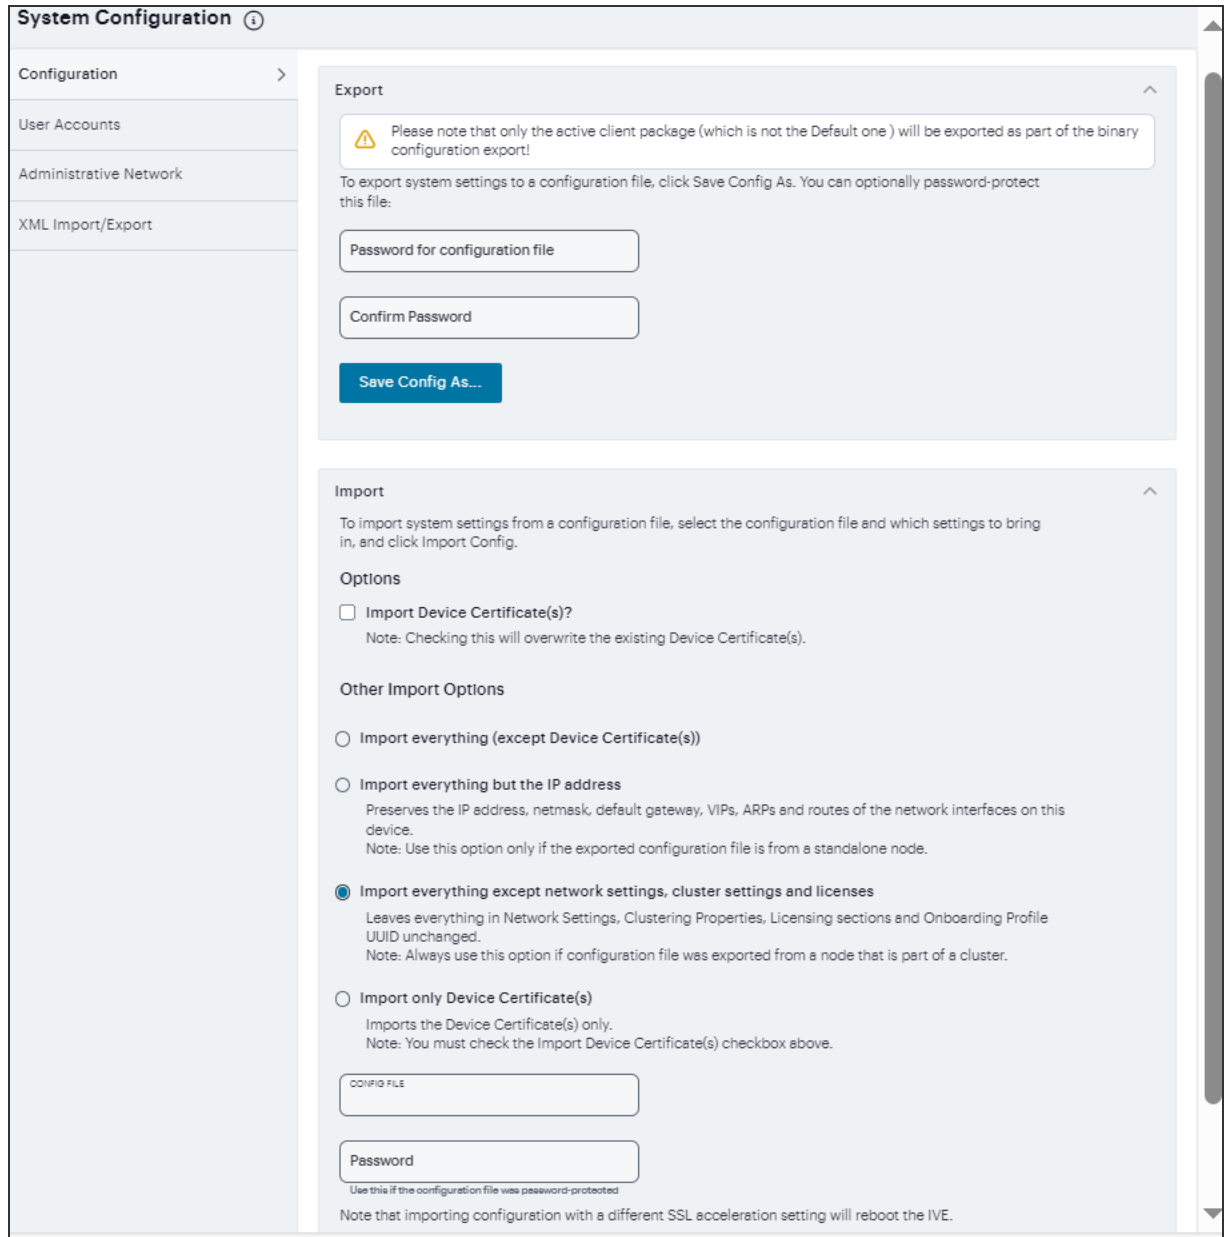 System Configuration
Configuration
User Accounts
Administrative Network
XML Import/Export
Export
Please note that only the active client package (which is not the Default one ) will be exported as part of the binary
configuration export!
To export system settings to a configuration file, click Save Config As. You can optionally password-protect
this file:
Password for configuration file
Confirm Password
Save Config As...
Import
To import system settings from a configuration file, select the configuration file and which settings to bring
in, and click Import Config.
Options
Import Device Certificate(s)?
Note: Checking this will overwrite the existing Device Certificate(s).
Other Import Options
Import everything (except Device Certificate(s))
Import everything but the IP address
Preserves the IP address, netmask, default gateway, VIPs, ARPs and routes of the network interfaces on this
device.
Note: Use this option only if the exported configuration file is from a standalone node.
Import everything except network settings, cluster settings and licenses
Leaves everything in Network Settings, Clustering Properties, Licensing sections and Onboarding Profile
UUID unchanged.
Note: Always use this option if configuration file was exported from a node that is part of a cluster.
Import only Device Certificate(s)
Imports the Device Certificate(s) only.
Note: You must check the Import Device Certificate(s) checkbox above.
CONFIG FILE
Password
Use this if the configuration file was password-protected
Note that importing configuration with a different SSL acceleration setting will reboot the IVE.